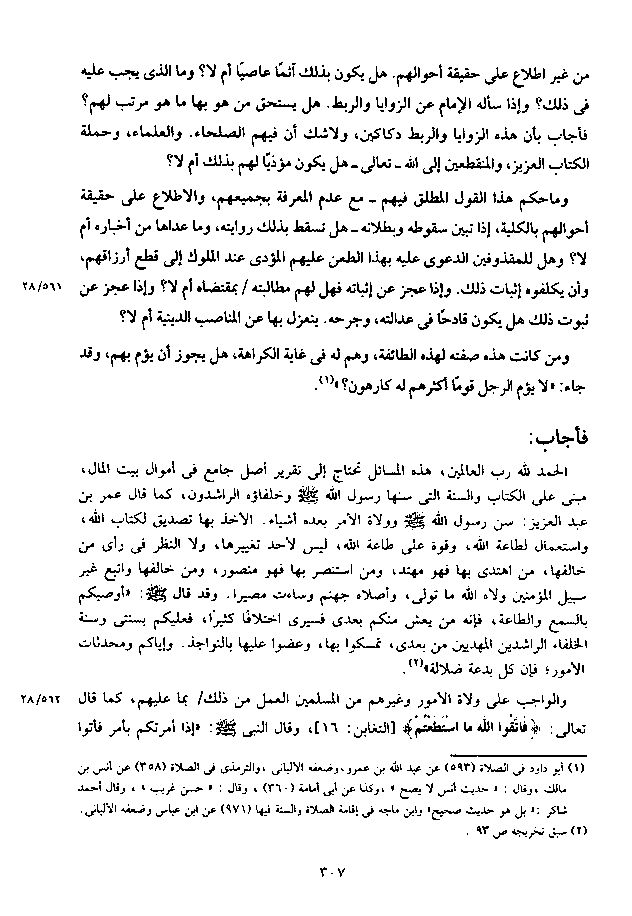 من غير اطلاع على حقيقة أحوالهم. هل يكون بذلك آثمًا عاصيًا أم لا؟ وما الذى يجب عليه
فى ذلك؟ وإذا سأله الإمام عن الزوايا والربط. هل يستحق من هو بها ما هو مرتب لهم؟
فأجاب بأن هذه الزوايا والربط دكاكين، ولاشك أن فيهم الصلحاء. والعلماء، وحملة
الكتاب العزيز، والمنقطعين إلى الله ـ تعالى ـ هل يكون مؤذيًا لهم بذلك أم لا؟
وماحكم هذا القول المطلق فيهم ـ مع عدم المعرفة بجميعهم، والاطلاع على حقيقة
أحوالهم بالكلية، إذا تبين سقوطه وبطلانه ـ هل تسقط بذلك روايته، وما عداها من أخباره أم
لا؟ وهل للمقذوفين الدعوى عليه بهذا الطعن عليهم المؤدى عند الملوك إلى قطع أرزاقهم،
وأن يكلفوه إثبات ذلك. وإذا عجز عن إثباته فهل لهم مطالبته / بمقتضاه أم لا؟ وإذا عجز عن
٢٨/٥٦١
ثبوت ذلك هل يكون قادحًا فى عدالته، وجرحه. ينعزل بها عن المناصب الدينية أم لا؟
ومن كانت هذه صفته لهذه الطائفة، وهم له فى غاية الكراهة، هل يجوز أن يؤم بهم، وقد
جاء: «لا يؤم الرجل قومًا أكثرهم له كارهون؟ »(١).
فأجاب:
الحمد لله رب العالمين، هذه المسائل تحتاج إلى تقرير أصل جامع فى أموال بيت المال،
مبنى على الكتاب والسنة التى سنها رسول الله ﷺ وخلفاؤه الراشدون، كما قال عمر بن
عبد العزيز: سن رسول الله ﷺ وولاة الأمر بعده أشياء. الأخذ بها تصديق لكتاب الله،
واستعمال لطاعة الله، وقوة على طاعة الله، ليس لأحد تغييرها، ولا النظر فى رأى من
خالفها، من اهتدى بها فهو مهتد، ومن استنصر بها فهو منصور، ومن خالفها واتبع غير
سبيل المؤمنين ولاه الله ما تولى، وأصلاه جهنم وساءت مصيرا. وقد قال ﷺ: «أوصيكم
بالسمع والطاعة، فإنه من يعش منكم بعدى فسيرى اختلافًا كثيرًا، فعليكم بسنتى وسنة
الخلفاء الراشدين المهديين من بعدى، تمسكوا بها، وعضوا عليها بالنواجذ. وإياكم ومحدثات
الأمور؛ فإن كل بدعة ضلالة»(٢).
والواجب على ولاة الأمور وغيرهم من المسلمين العمل من ذلك/ بما عليهم، كما قال
٢٨/٥٦٢
تعالى: ﴿فَاتَّقُوا اللَّهَ مَا اسْتَطَعْتُمْ﴾ [التغابن: ١٦]، وقال النبى ﷺ: «إذا أمرتكم بأمر فأتوا
(١) أبو داود فى الصلاة (٥٩٣) عن عبد الله بن عمرو، وضعفه الألبانى ،والترمذى فى الصلاة (٣٥٨) عن أنس بن
مالك ،وقال : « حديث أنس لا يصح » ،وكذا عن أبى أمامة (٣٦٠) ، وقال : « حسن غريب » ، وقال أحمد
شاكر :« بل هو حديث صحيح» وابن ماجه فى إقامة الصلاة والسنة فيها (٩٧١) عن ابن عباس وضعفه الألبانى.
(٢) سبق تخريجه ص ٩٣ .
٣٠٧